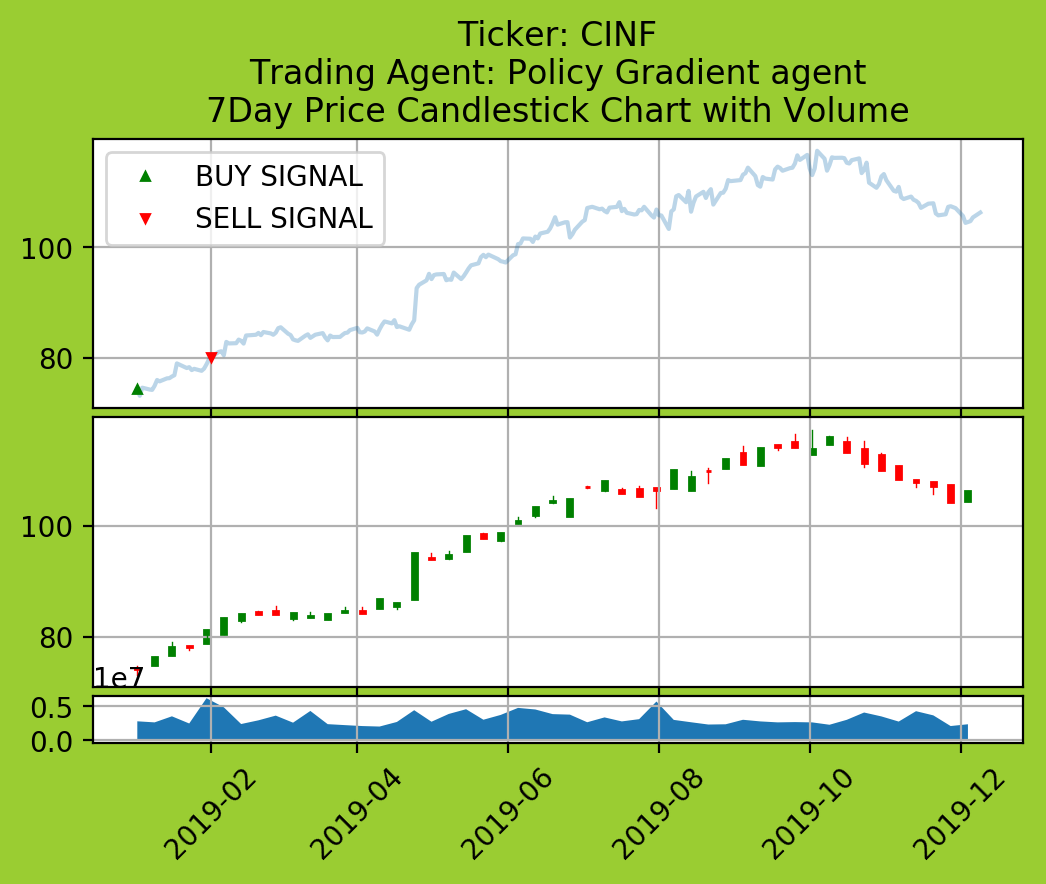 Ticker: CINF
Trading Agent: Policy Gradient agent
7Day Price Candlestick Chart with Volume
BUY SIGNAL
SELL SIGNAL
100
80
100
80
1e7
0.5
0.0
2019-02
2019-04
2019-06
2019-08
2019-10
2019-12